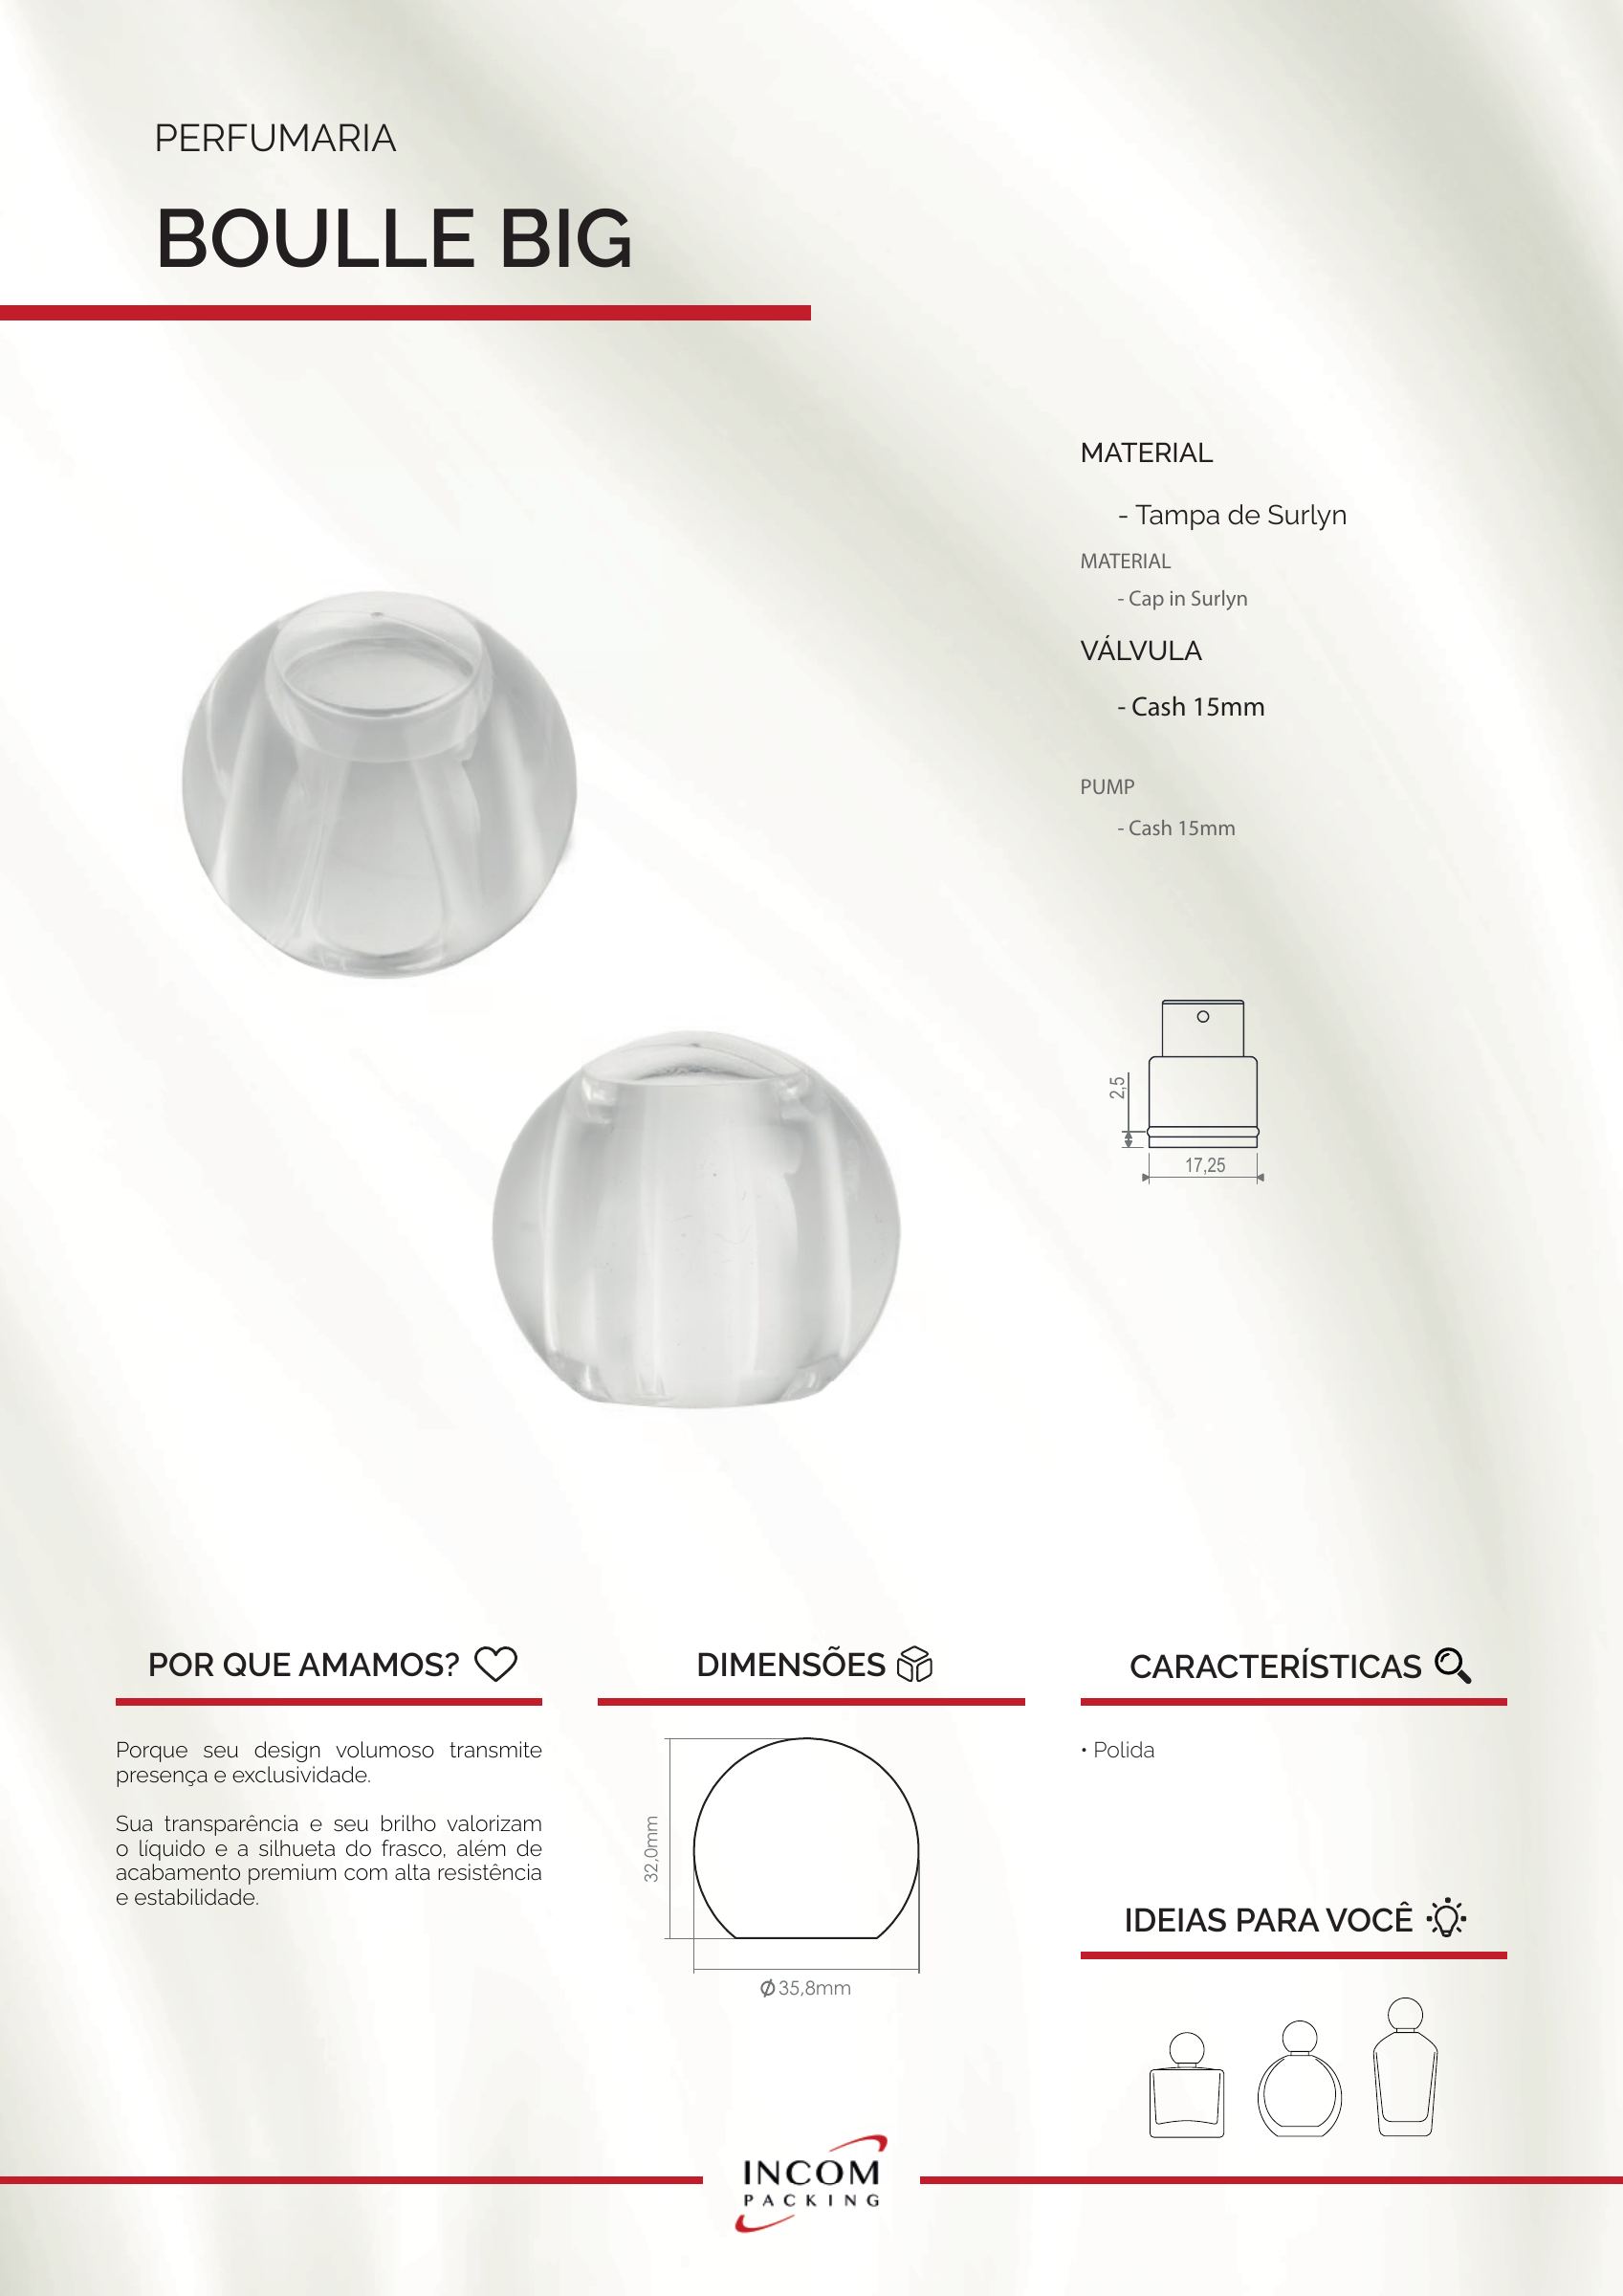 PERFUMARIA
BOULLE BIG
MATERIAL
- Tampa de Surlyn
MATERIAL
- Cap in Surlyn
VÁLVULA
- Cash 15mm
PUMP
- Cash 15mm
2,5
17,25
POR QUE AMAMOS?
Porque seu design volumoso transmite
presença e exclusividade.
Sua transparência e seu brilho valorizam
o líquido e a silhueta do frasco, além de
acabamento premium com alta resistência
e estabilidade.
DIMENSÕES
32,0mm
Ø 35,8mm
CARACTERÍSTICAS
• Polida
IDEIAS PARA VOCÊ
INCOM
PACKING